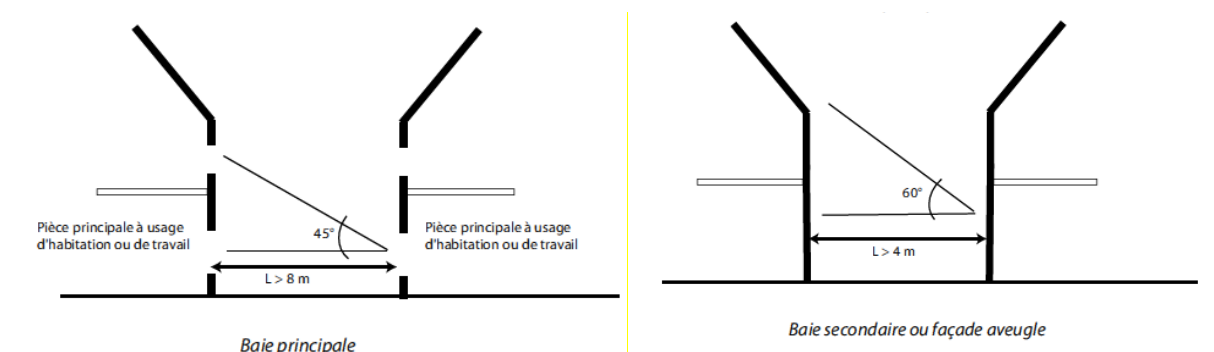 Pièce principale à usage
d'habitation ou de travail
45°
Pièce principale à usage
d'habitation ou de travail
L > 8 m
Baie principale
60°
L > 4 m
Baie secondaire ou façade aveugle